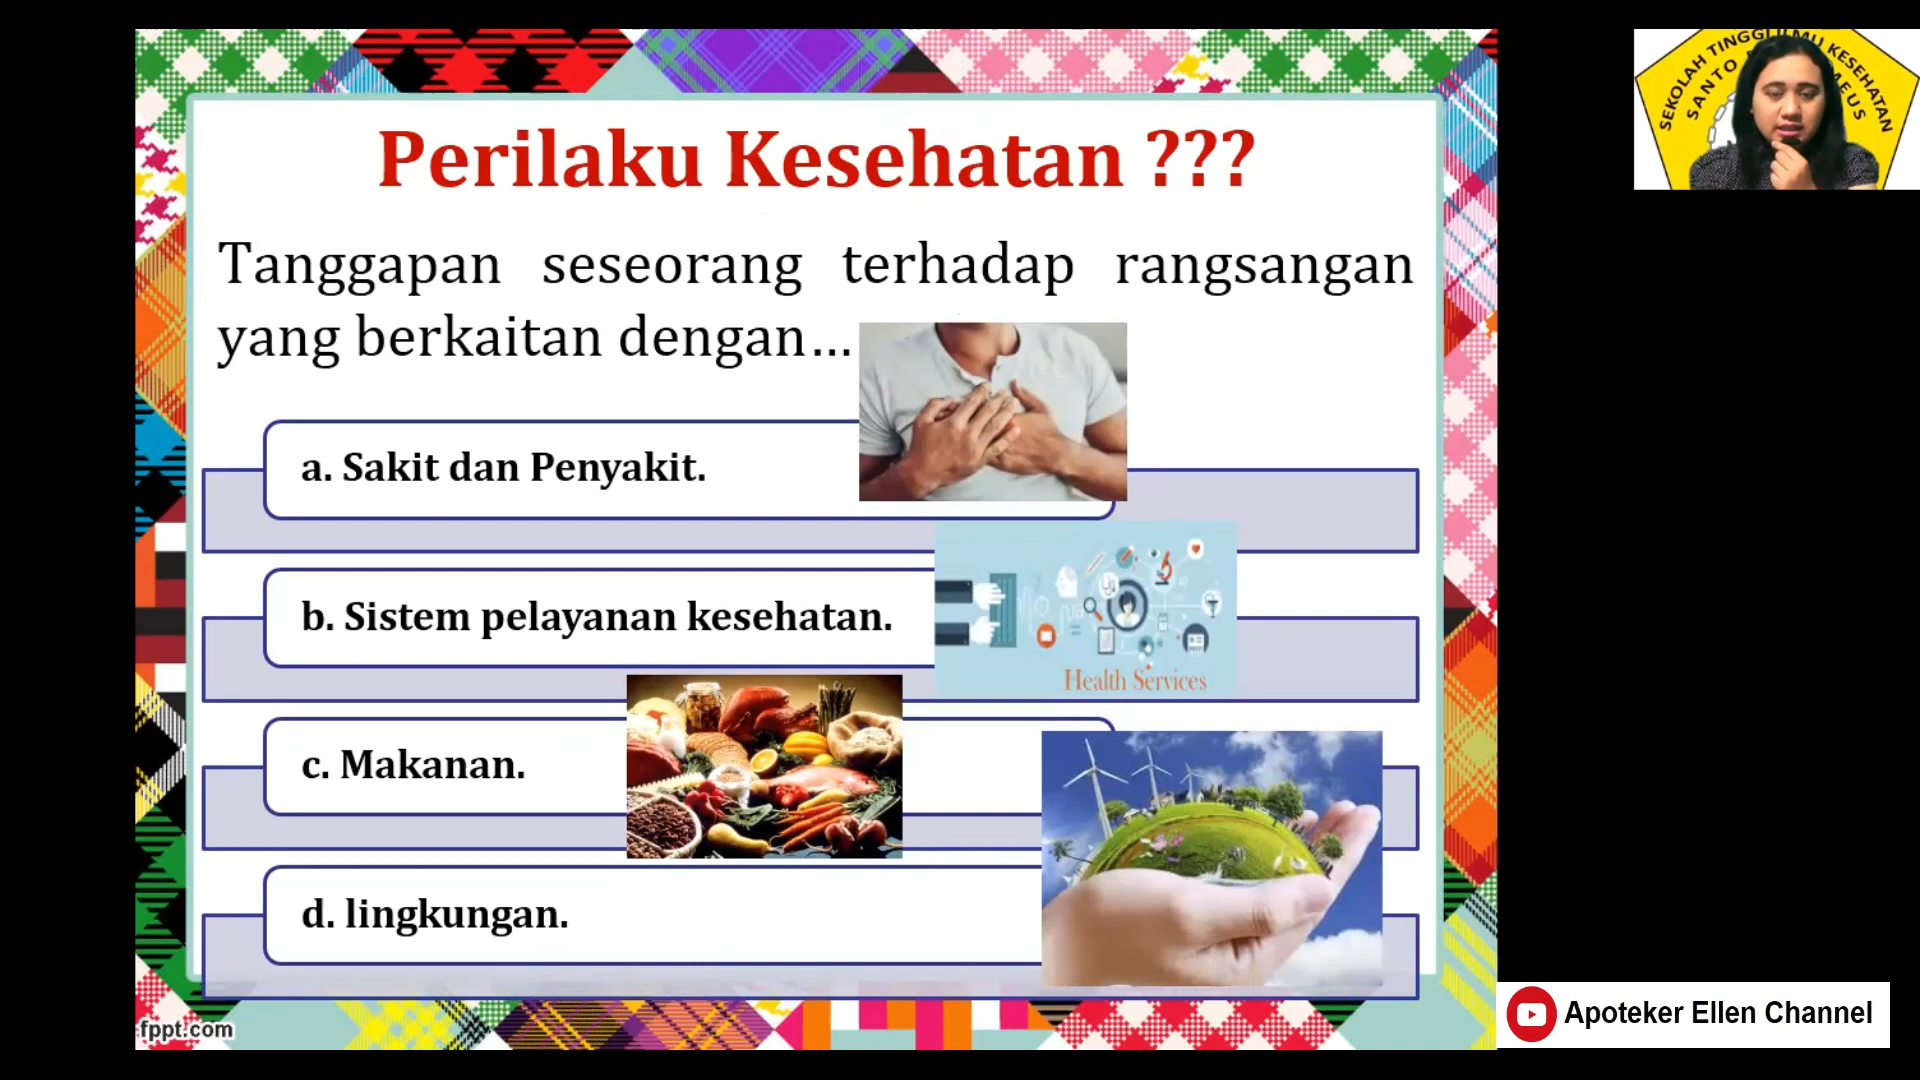 Perilaku Kesehatan ???
Tanggapan seseorang terhadap rangsangan
yang berkaitan dengan...
a. Sakit dan Penyakit.
b. Sistem pelayanan kesehatan.
Health Services
c. Makanan.
d. lingkungan.
fppt.com
SEKOLAH TINGGI ILMU KESEHATAN
SANTO
Apoteker Ellen Channel